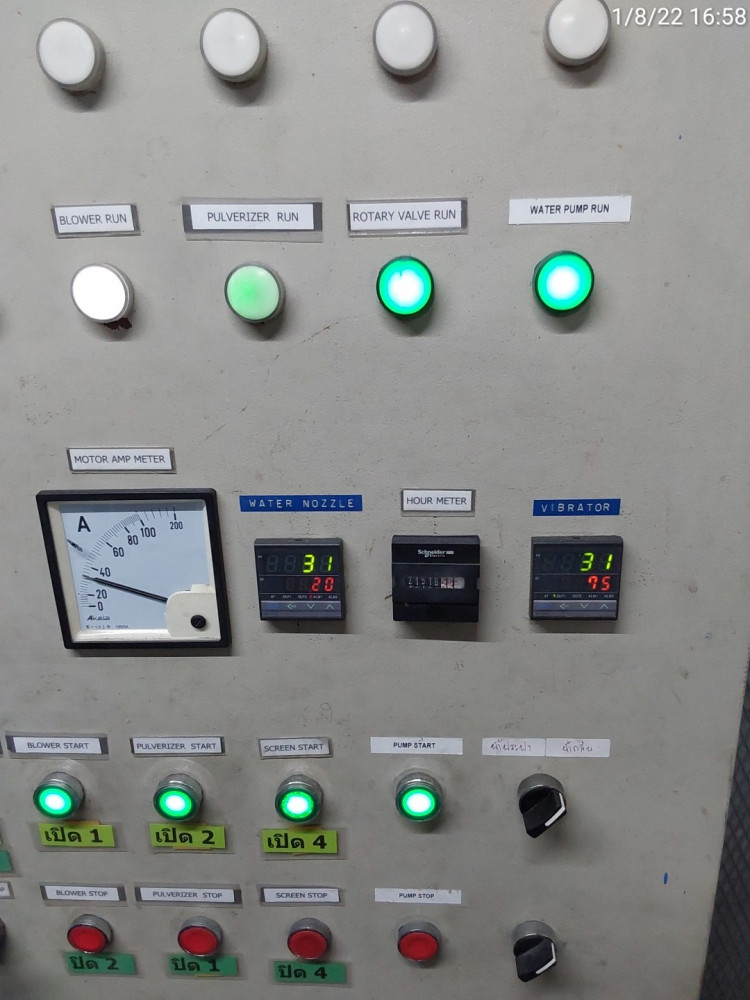 1/8/22 16:58
BLOWER RUN
PULVERIZER RUN
ROTARY VALVE RUN
WATER PUMP RUN
MOTOR AMP METER
WATER NOZZLE
HOUR METER
VIBRATOR
A
200
100
80
60
40
20
0
31
20
Schneider
Electric
31
75
BLOWER START
PULVERIZER START
SCREEN START
PUMP START
เปิด 1
เปิด 2
เปิด 4
BLOWER STOP
PULVERIZER STOP
SCREEN STOP
PUMP STOP
ปิด 2
ปิด 1
ปิด 4